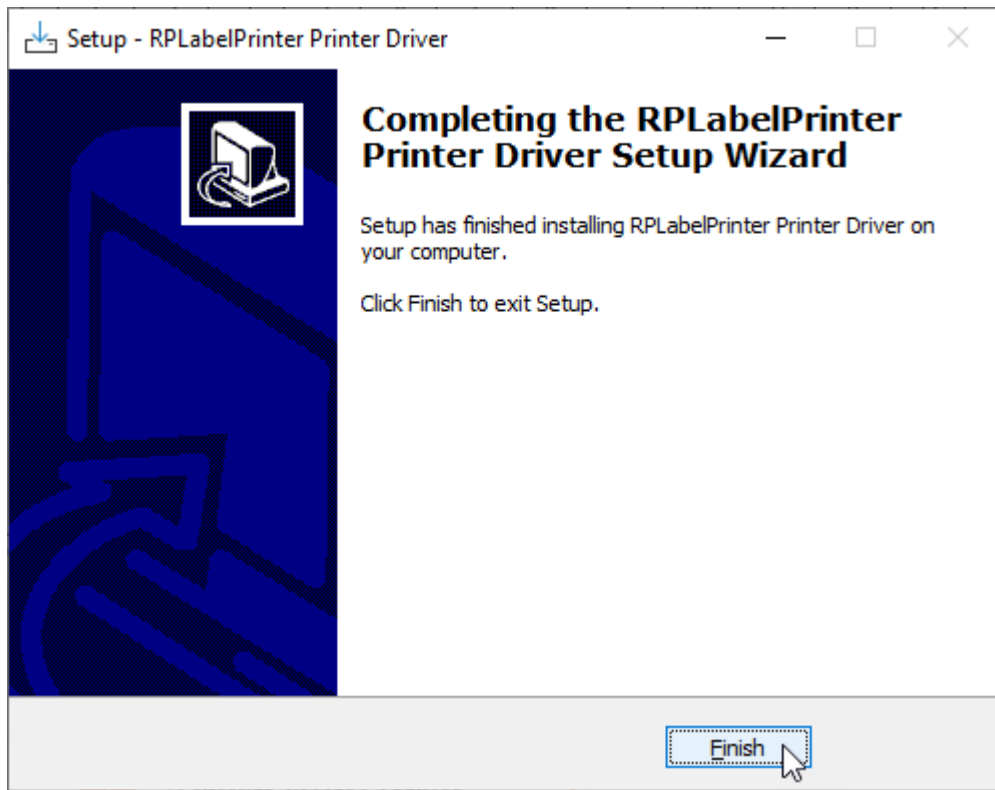 Setup - RPLabelPrinter Printer Driver
Completing the RPLabelPrinter
Printer Driver Setup Wizard
Setup has finished installing RPLabelPrinter Printer Driver on
your computer.
Click Finish to exit Setup.
Finish